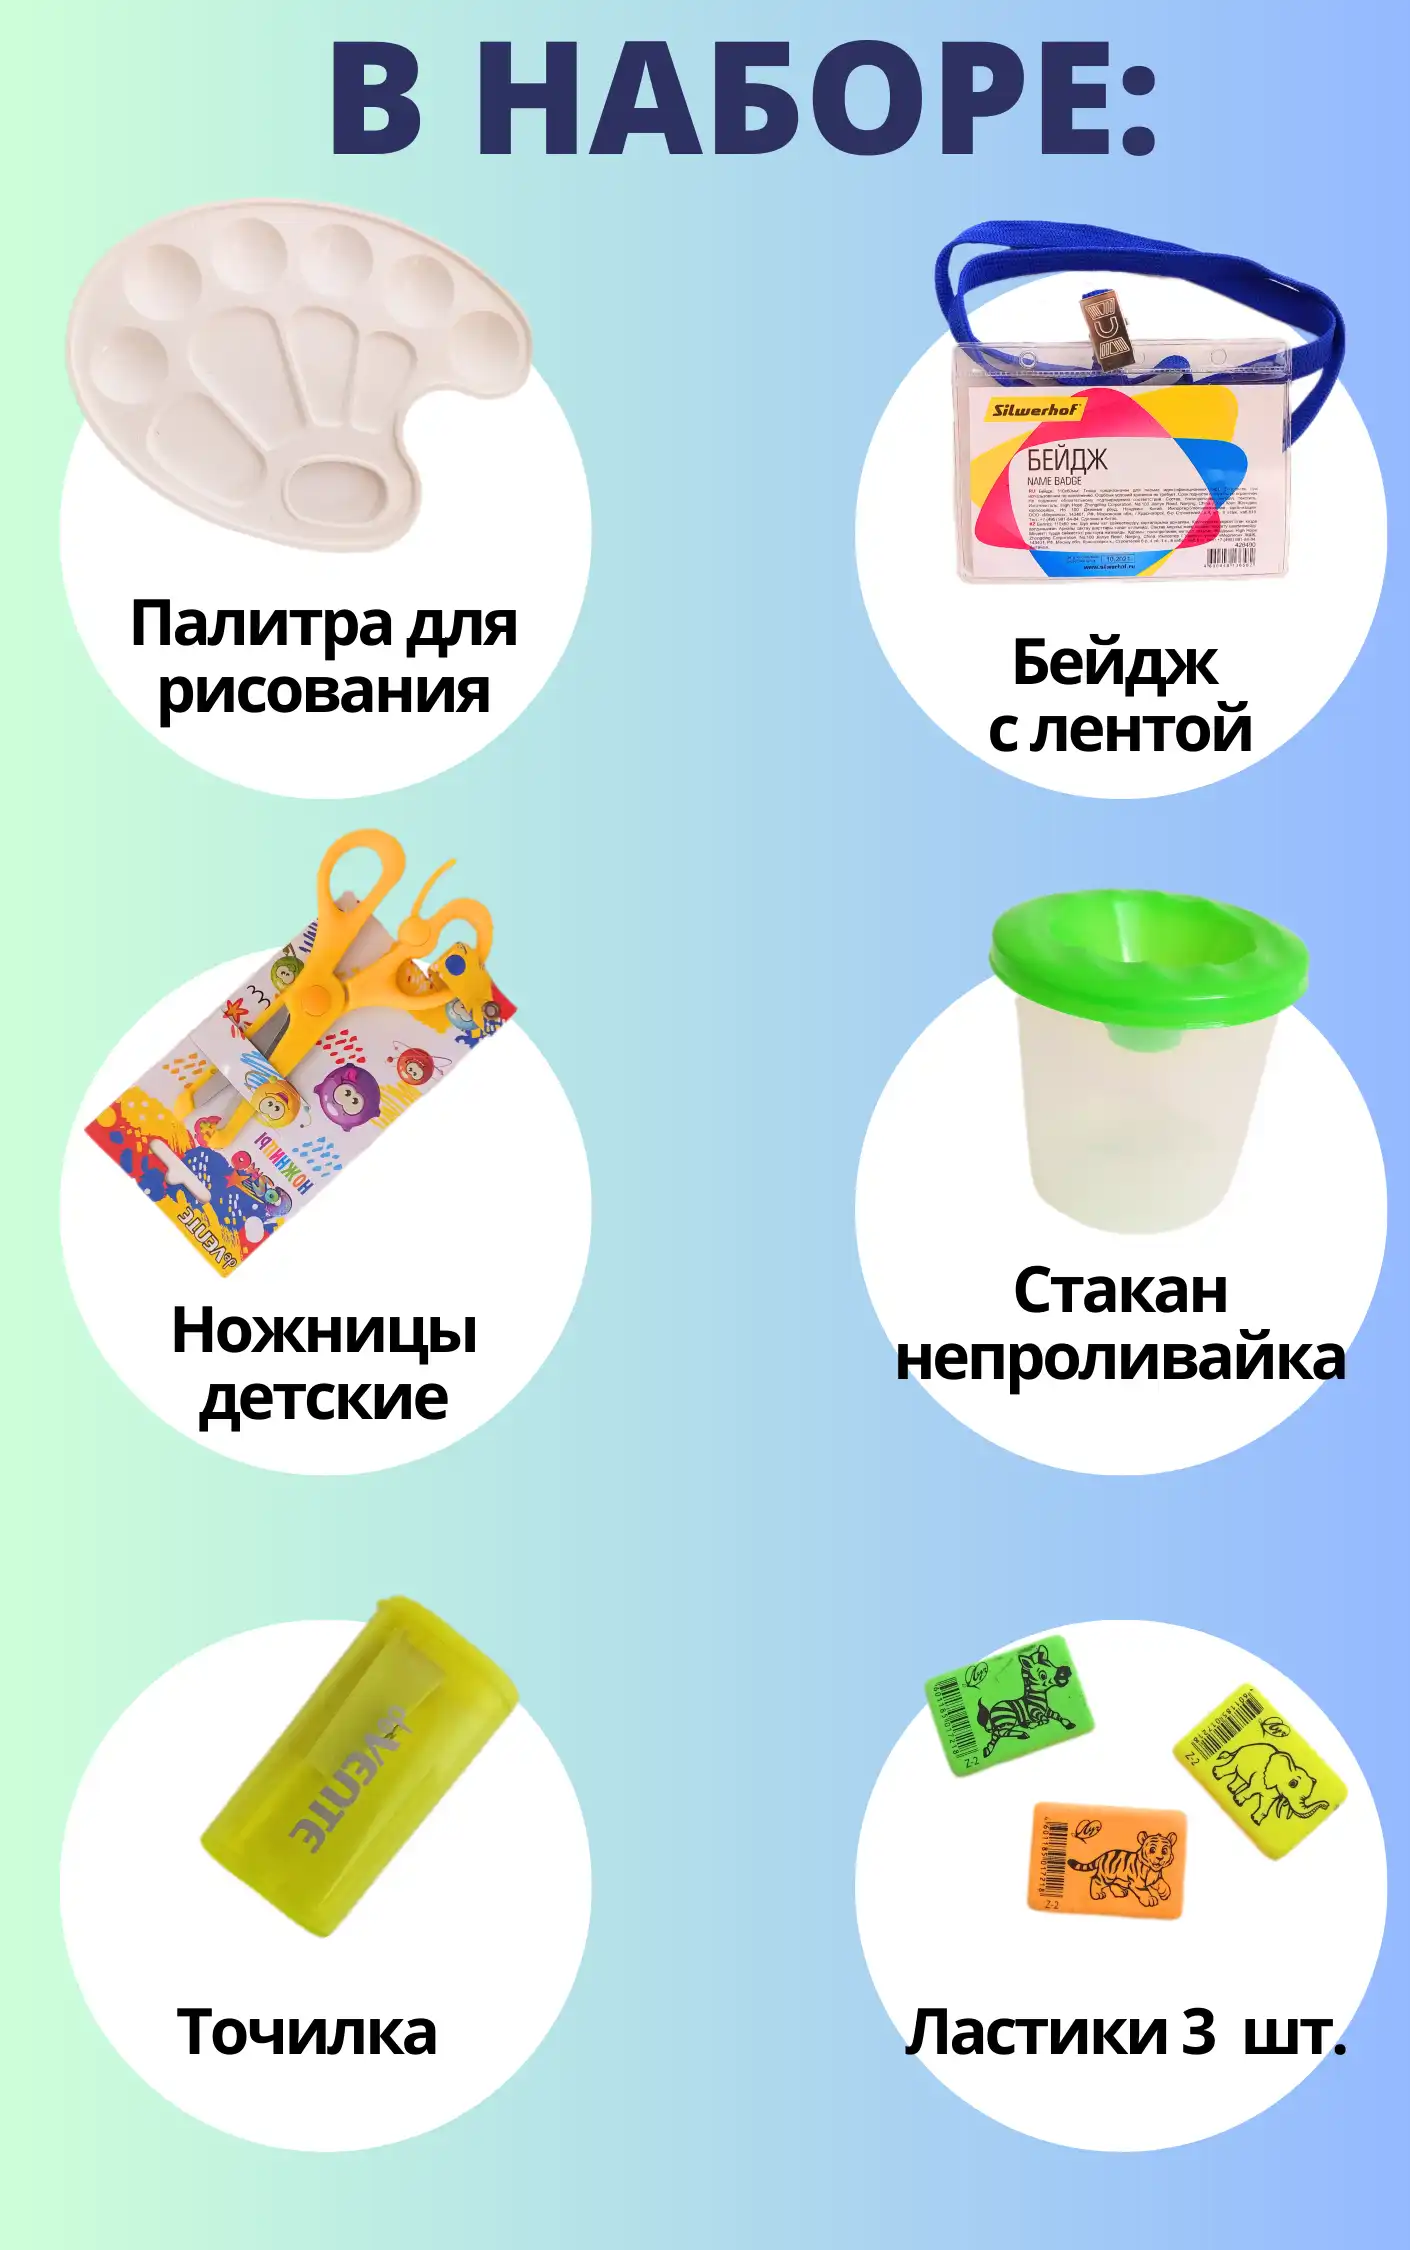 В НАБОРЕ:
Палитра для
рисования
Silwerhof
БЕЙДЖ
NAME BADGE
www.silwerhof.ru
Бейдж
с лентой
НОЖНИЦЫ
deVENTE
Ножницы
детские
Стакан
непроливайка
deVENTE
Точилка
Z-2
Z-2
Z-2
Ластики 3 шт.